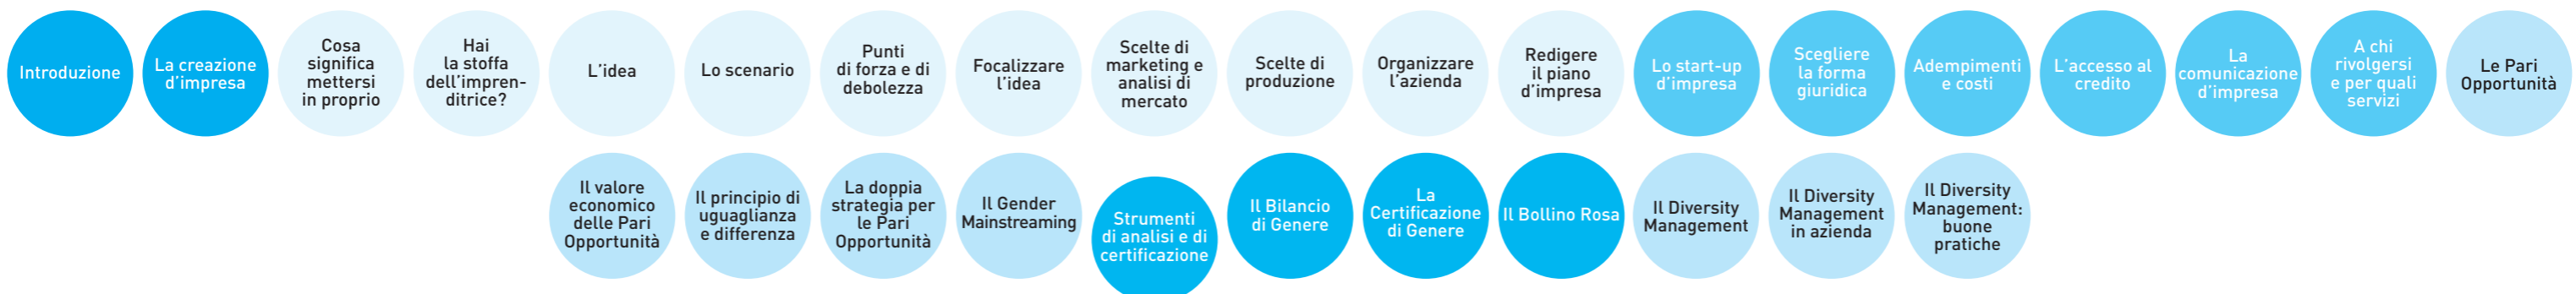 Introduzione
La creazione
d’impresa
Cosa
significa
mettersi
in proprio
Hai
la stoffa
dell’impren-
ditrice?
L’idea
Lo scenario
Punti
di forza e di
debolezza
Focalizzare
l’idea
Scelte di
marketing e
analisi di
mercato
Scelte di
produzione
Organizzare
l’azienda
Redigere
il piano
d’impresa
Lo start-up
d’impresa
Scegliere
la forma
giuridica
Adempimenti
e costi
L’accesso al
credito
La
comunicazione
d’impresa
A chi
rivolgersi
e per quali
servizi
Le Pari
Opportunità
Il valore
economico
delle Pari
Opportunità
Il principio di
uguaglianza
e differenza
La doppia
strategia per
le Pari
Opportunità
Il Gender
Mainstreaming
Strumenti
di analisi e di
certificazione
Il Bilancio
di Genere
La
Certificazione
di Genere
Il Bollino Rosa
Il Diversity
Management
Il Diversity
Management
in azienda
Il Diversity
Management:
buone
pratiche